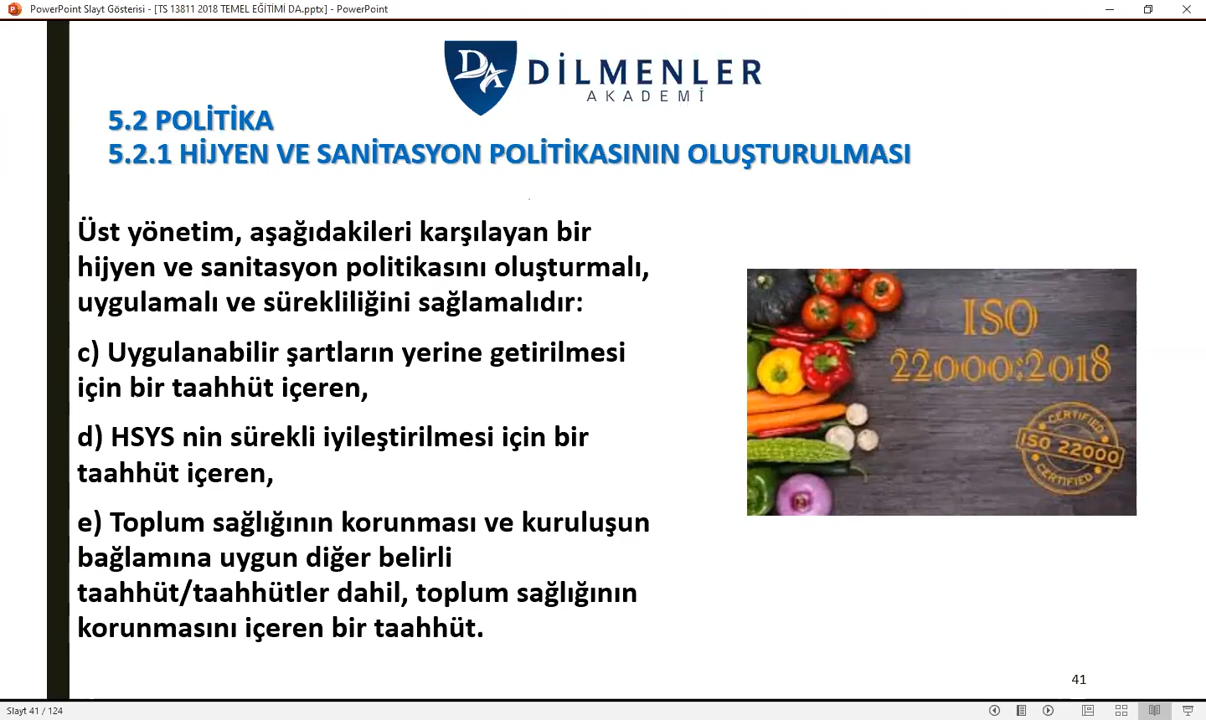 PowerPoint Slayt Gösterisi - [TS 13811 2018 TEMEL EĞİTİMİ DA.pptx] - PowerPoint
DA
DİLMENLER
AKADEMİ
5.2 POLİTİKA
5.2.1 HİJYEN VE SANİTASYON POLİTİKASININ OLUŞTURULMASI
Üst yönetim, aşağıdakileri karşılayan bir
hijyen ve sanitasyon politikasını oluşturmalı,
uygulamalı ve sürekliliğini sağlamalıdır:
c) Uygulanabilir şartların yerine getirilmesi
için bir taahhüt içeren,
d) HSYS nin sürekli iyileştirilmesi için bir
taahhüt içeren,
e) Toplum sağlığının korunması ve kuruluşun
bağlamına uygun diğer belirli
taahhüt/taahhütler dahil, toplum sağlığının
korunmasını içeren bir taahhüt.
ISO
22000:2018
CERTIFIED
ISO 22000
CERTIFIED
41
Slayt 41 / 124